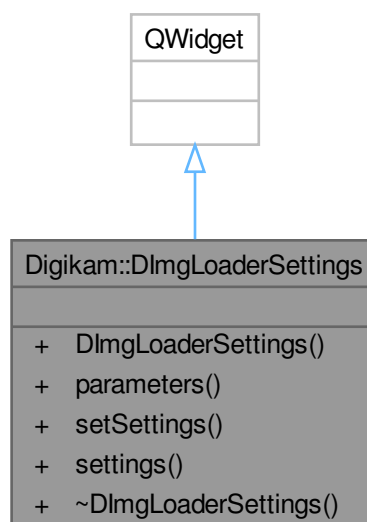 QWidget
Digikam::DImgLoaderSettings
+ DImgLoaderSettings()
+ parameters()
+ setSettings()
+ settings()
+ ~DImgLoaderSettings()